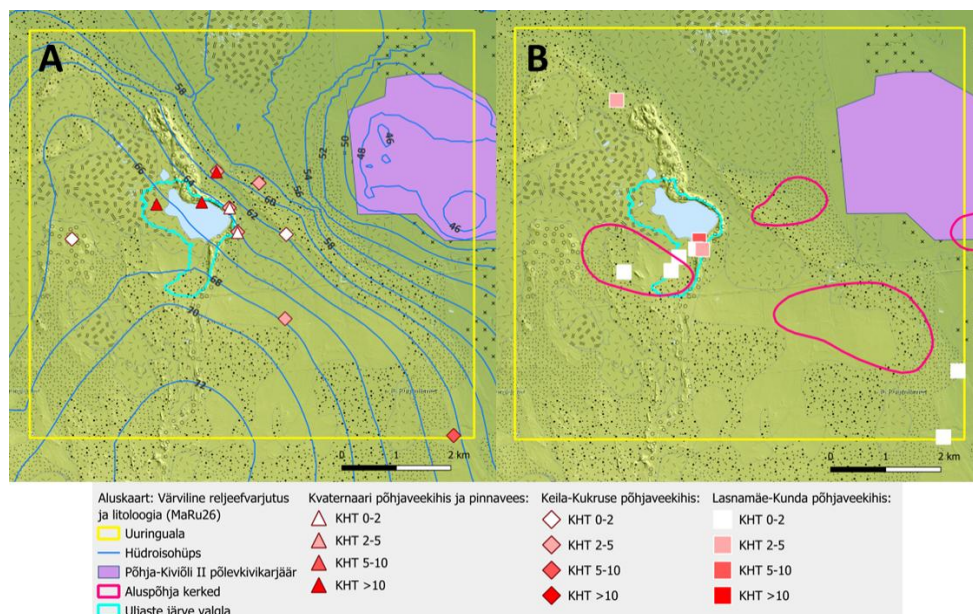 A
B
58
66
64
62
60
56
54
52
50
48
46
46
58
68
70
72
0 1 2 km
0 1 2 km
Aluskaart: Värviline reljeefvarjutus
ja litoloogia (MaRu26)
Uuringuala
Hüdroisohüps
Põhja-Kiviõli II põlevkivikarjäär
Aluspõhja kerked
Uljaste järve valgla
Kvaternaari põhjaveekihis ja pinnavees:
KHT 0-2
KHT 2-5
KHT 5-10
KHT >10
Keila-Kukruse põhjaveekihis:
KHT 0-2
KHT 2-5
KHT 5-10
KHT >10
Lasnamäe-Kunda põhjaveekihis:
KHT 0-2
KHT 2-5
KHT 5-10
KHT >10